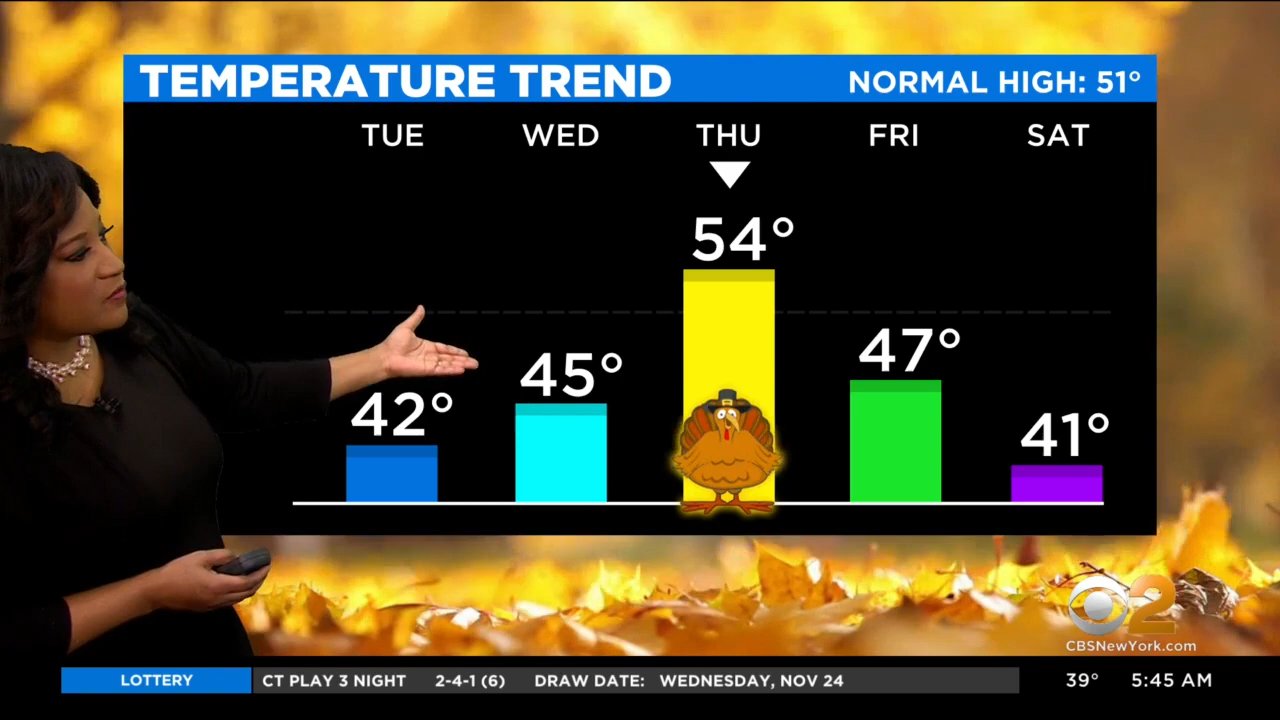 TEMPERATURE TREND
NORMAL HIGH: 51°
TUE WED THU FRI SAT
42° 45° 54° 47° 41°
2
CBSNewYork.com
LOTTERY CT PLAY 3 NIGHT 2-4-1 (6) DRAW DATE: WEDNESDAY, NOV 24 39° 5:45 AM